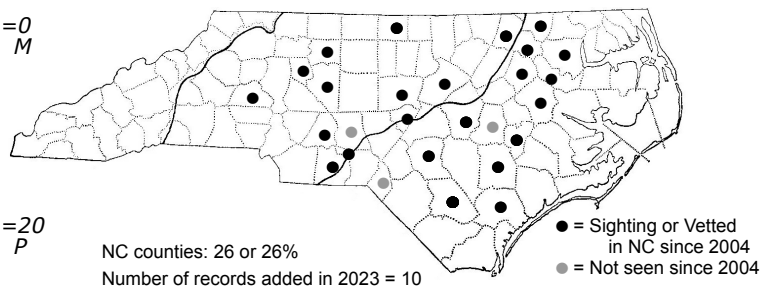 =0
M
=20
P
NC counties: 26 or 26%
Number of records added in 2023 = 10
= Sighting or Vetted
in NC since 2004
= Not seen since 2004